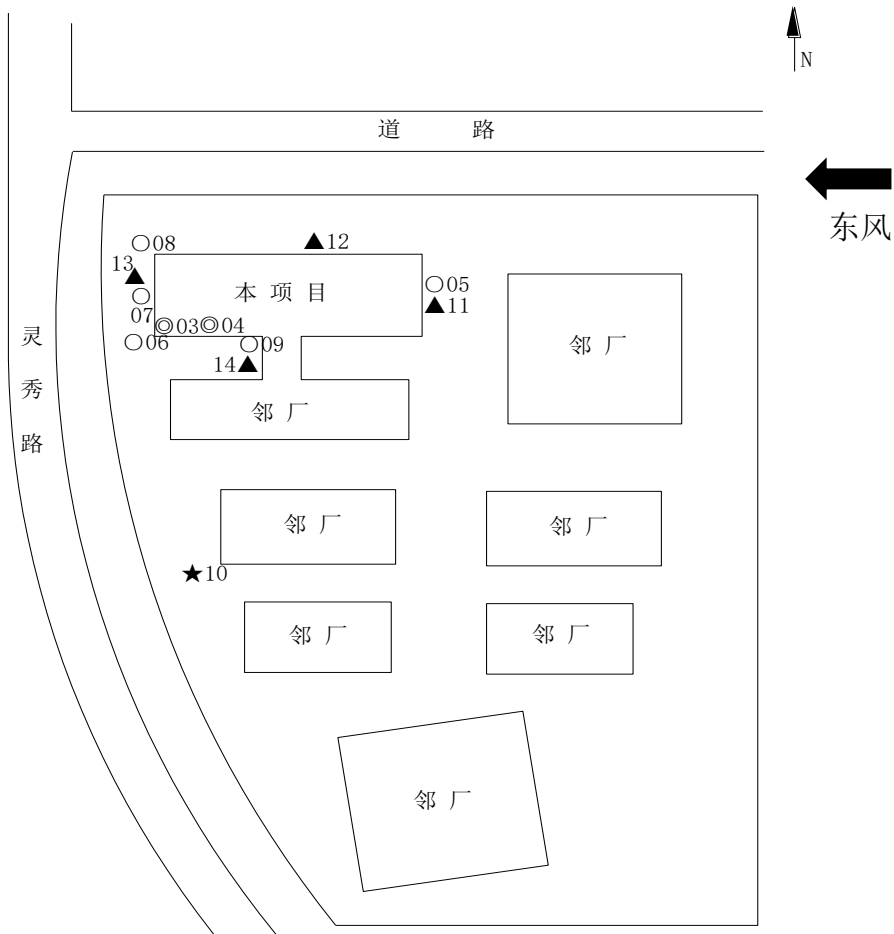 N
道 路
东风
○08
▲12
13▲
本项目
○05
▲11
○07
◎03
◎04
○06
○09
14▲
邻厂
邻厂
灵秀路
邻厂
邻厂
★10
邻厂
邻厂
邻厂